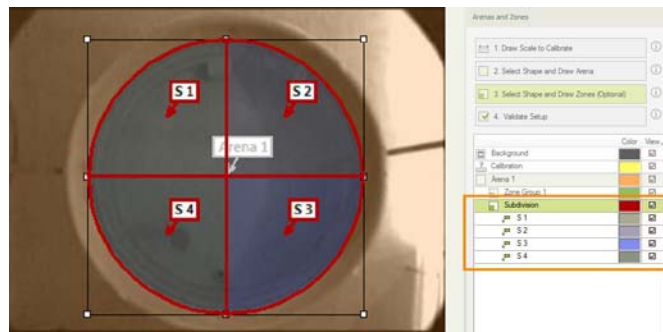 S 1
S 2
Arena 1
S 4
S 3
Arenas and Zones
1. Draw Scale to Calibrate
2. Select Shape and Draw Arena
3. Select Shape and Draw Zones (Optional)
4. Validate Setup
Color View
Background
Calibration
Arena 1
Zone Group 1
Subdivision
S 1
S 2
S 3
S 4